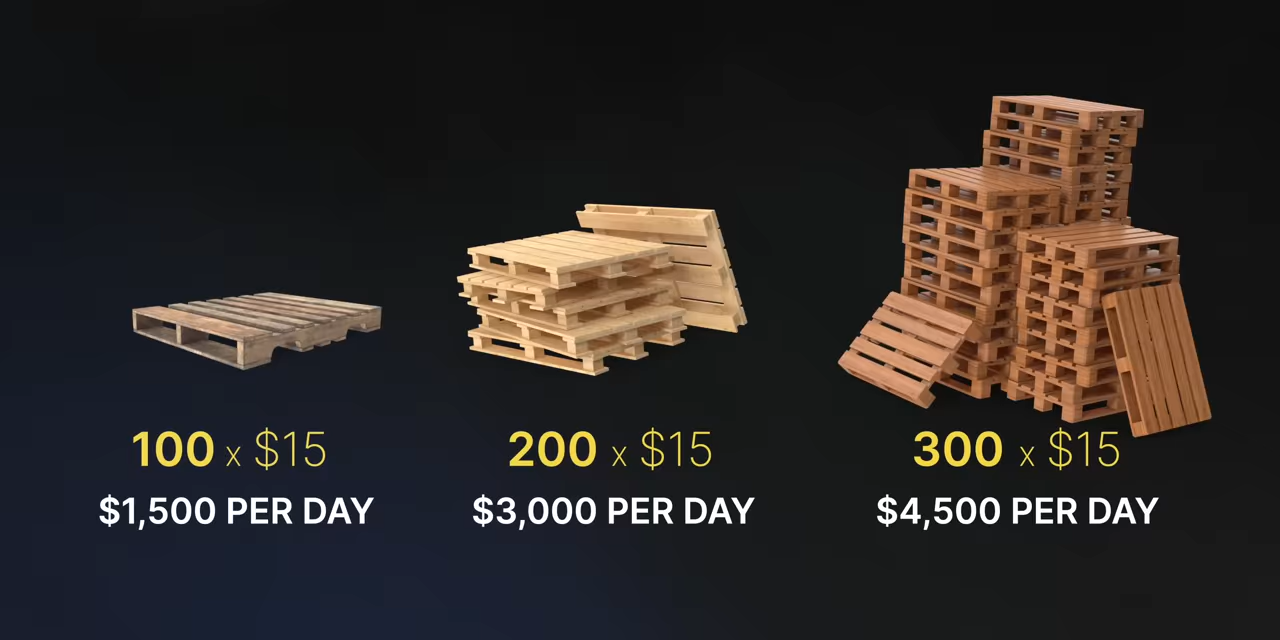 100 x $15
$1,500 PER DAY
200 x $15
$3,000 PER DAY
300 x $15
$4,500 PER DAY